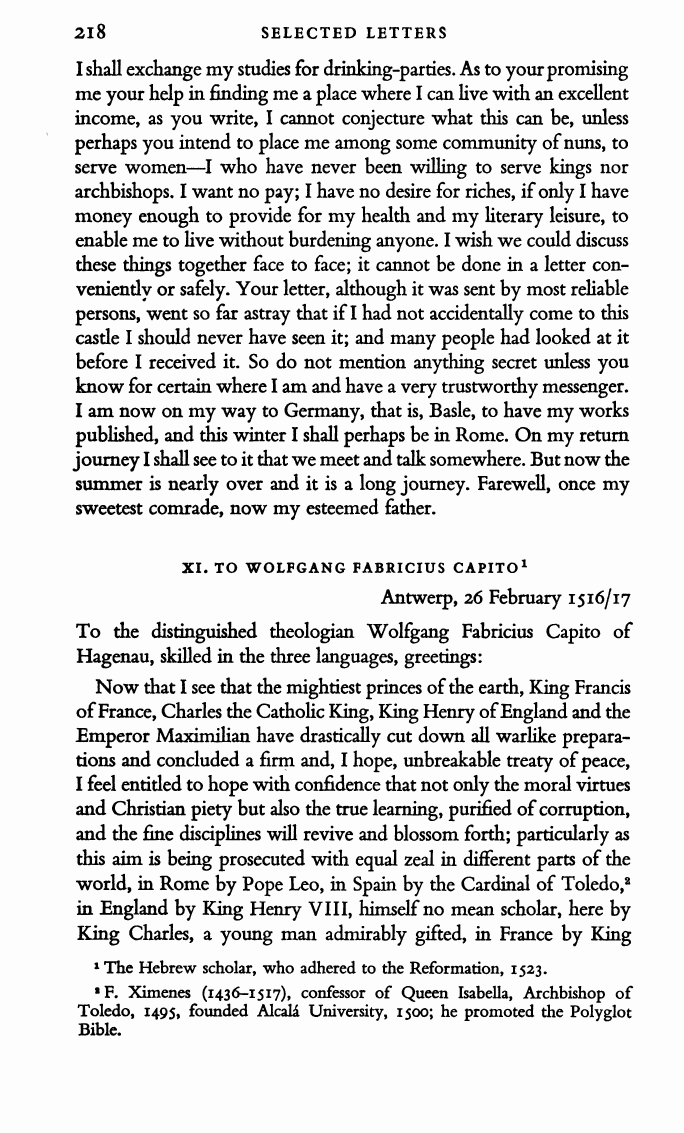 218 SELECTED LETTERS
I shall exchange my studies for drinking-parties. As to your promising
me your help in finding me a place where I can live with an excellent
income, as you write, I cannot conjecture what this can be, unless
perhaps you intend to place me among some community of nuns, to
serve women—I who have never been willing to serve kings nor
archbishops. I want no pay; I have no desire for riches, if only I have
money enough to provide for my health and my literary leisure, to
enable me to live without burdening anyone. I wish we could discuss
these things together face to face; it cannot be done in a letter con-
veniently or safely. Your letter, although it was sent by most reliable
persons, went so far astray that if I had not accidentally come to this
castle I should never have seen it; and many people had looked at it
before I received it. So do not mention anything secret unless you
know for certain where I am and have a very trustworthy messenger.
I am now on my way to Germany, that is, Basle, to have my works
published, and this winter I shall perhaps be in Rome. On my return
journey I shall see to it that we meet and talk somewhere. But now the
summer is nearly over and it is a long journey. Farewell, once my
sweetest comrade, now my esteemed father.
XI. TO WOLFGANG FABRICIUS CAPITO¹
Antwerp, 26 February 1516/17
To the distinguished theologian Wolfgang Fabricius Capito of
Hagenau, skilled in the three languages, greetings:
Now that I see that the mightiest princes of the earth, King Francis
of France, Charles the Catholic King, King Henry of England and the
Emperor Maximilian have drastically cut down all warlike prepara-
tions and concluded a firm and, I hope, unbreakable treaty of peace,
I feel entitled to hope with confidence that not only the moral virtues
and Christian piety but also the true learning, purified of corruption,
and the fine disciplines will revive and blossom forth; particularly as
this aim is being prosecuted with equal zeal in different parts of the
world, in Rome by Pope Leo, in Spain by the Cardinal of Toledo,²
in England by King Henry VIII, himself no mean scholar, here by
King Charles, a young man admirably gifted, in France by King
¹ The Hebrew scholar, who adhered to the Reformation, 1523.
² F. Ximenes (1436–1517), confessor of Queen Isabella, Archbishop of
Toledo, 1495, founded Alcalá University, 1500; he promoted the Polyglot
Bible.